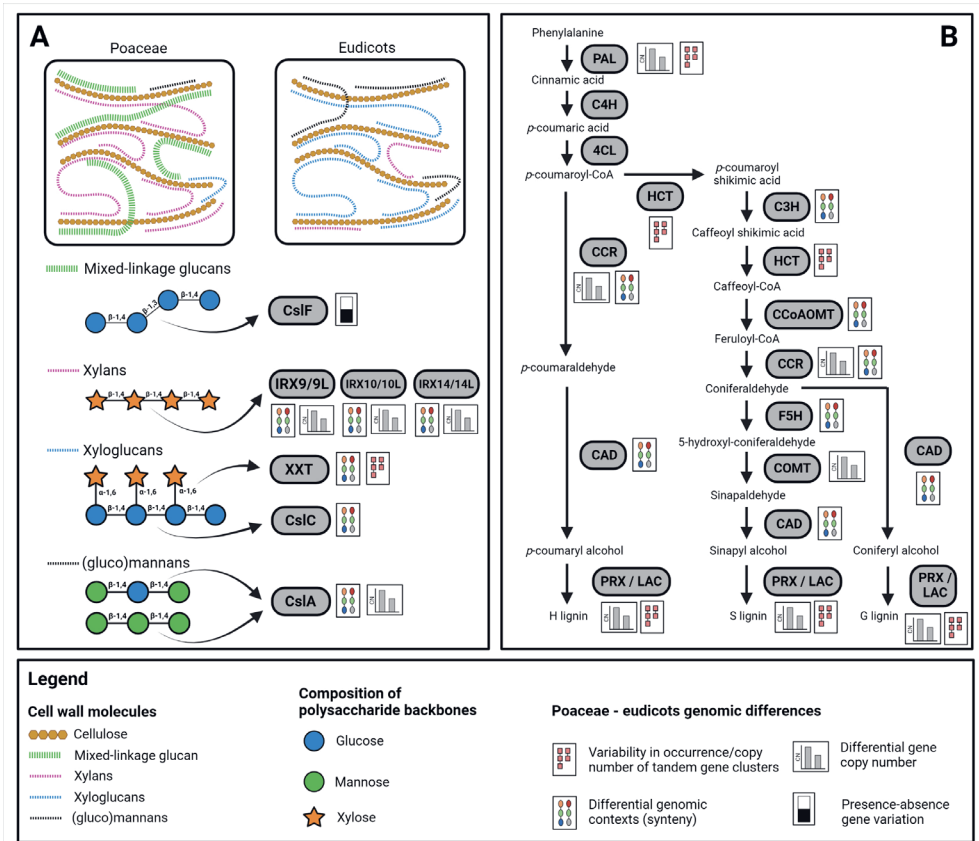 A
Poaceae
Eudicots
Mixed-linkage glucans
β-1,4
β-1,3
β-1,4
CslF
Xylans
β-1,4
β-1,4
β-1,4
IRX9/9L
IRX10/10L
IRX14/14L
Xyloglucans
α-1,6
α-1,6
α-1,6
β-1,4
β-1,4
β-1,4
XXT
CslC
(gluco)mannans
β-1,4
β-1,4
β-1,4
β-1,4
CslA
B
Phenylalanine
PAL
CN
Cinnamic acid
C4H
p-coumaric acid
4CL
p-coumaroyl-CoA
p-coumaroyl
shikimic acid
HCT
C3H
Caffeoyl shikimic acid
CCR
CN
HCT
Caffeoyl-CoA
CCoAOMT
Feruloyl-CoA
CCR
CN
p-coumaraldehyde
Coniferaldehyde
F5H
5-hydroxyl-coniferaldehyde
CAD
COMT
CN
CAD
Sinapaldehyde
CAD
p-coumaryl alcohol
Sinapyl alcohol
Coniferyl alcohol
PRX / LAC
PRX / LAC
PRX /
LAC
CN
CN
CN
H lignin
S lignin
G lignin
Legend
Cell wall molecules
Cellulose
Mixed-linkage glucan
Xylans
Xyloglucans
(gluco)mannans
Composition of
polysaccharide backbones
Glucose
Mannose
Xylose
Poaceae - eudicots genomic differences
Variability in occurrence/copy
number of tandem gene clusters
Differential gene
copy number
Differential genomic
contexts (synteny)
Presence-absence
gene variation